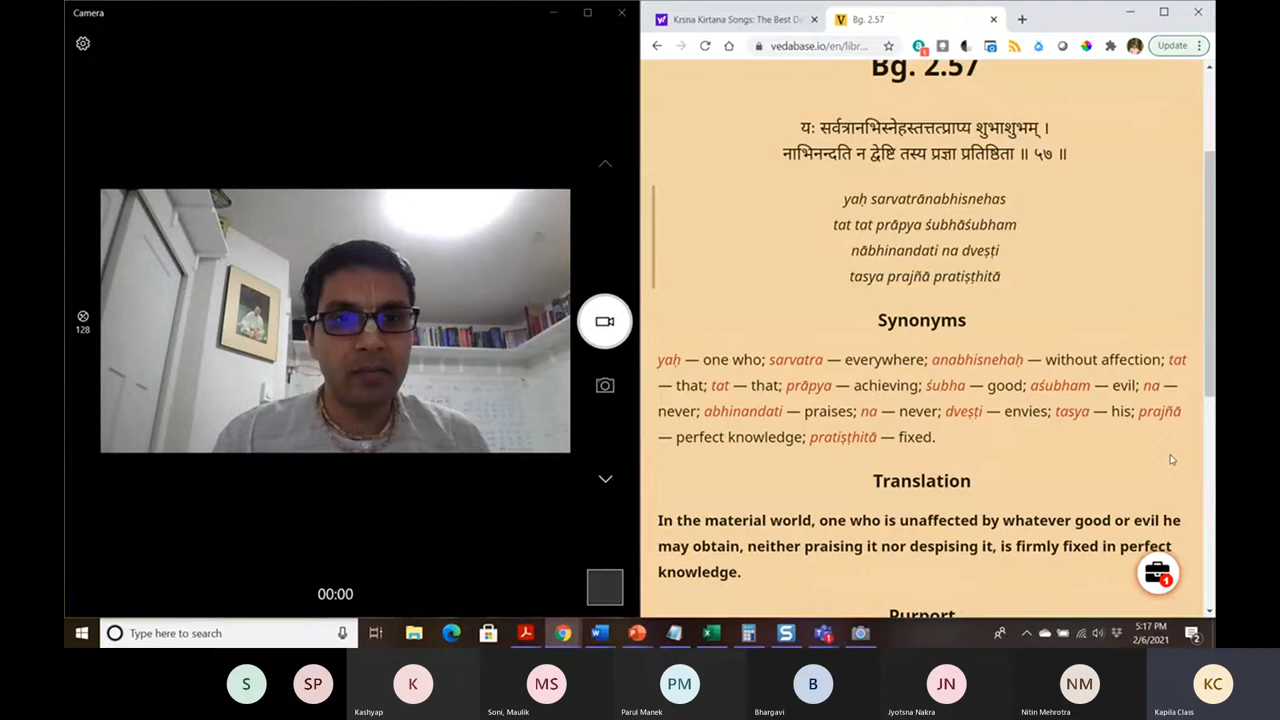 Camera
Krsna Kirtana Songs: The Best De
Bg. 2.57
vedabase.io/en/libr...
Update
Bg. 2.57
यः सर्वत्रानभिस्‍नेहस्तत्तत्प्राप्य श‍ुभाश‍ुभम् ।
नाभिनन्दति न द्वेष्टि तस्य प्रज्ञा प्रतिष्ठिता ॥ ५७ ॥
yaḥ sarvatrānabhisnehas
tat tat prāpya śubhāśubham
nābhinandati na dveṣṭi
tasya prajñā pratiṣṭhitā
Synonyms
yaḥ — one who; sarvatra — everywhere; anabhisnehaḥ — without affection; tat
— that; tat — that; prāpya — achieving; śubha — good; aśubham — evil; na —
never; abhinandati — praises; na — never; dveṣṭi — envies; tasya — his; prajñā
— perfect knowledge; pratiṣṭhitā — fixed.
Translation
In the material world, one who is unaffected by whatever good or evil he
may obtain, neither praising it nor despising it, is firmly fixed in perfect
knowledge.
Purport
128
00:00
1
1
Type here to search
1
5:17 PM
2/6/2021
2
S
SP
K
MS
PM
B
JN
NM
KC
Kashyap
Soni, Maulik
Parul Manek
Bhargavi
Jyotsna Nakra
Nitin Mehrotra
Kapila Class